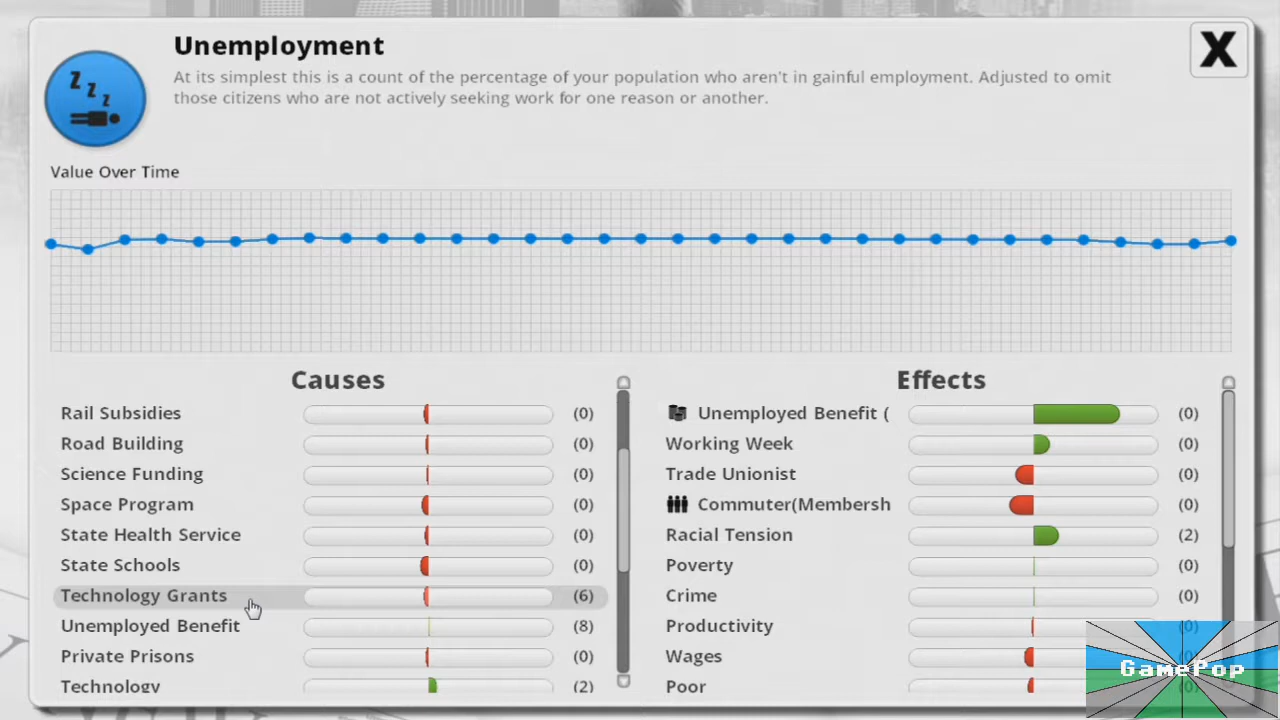 Unemployment
X
At its simplest this is a count of the percentage of your population who aren't in gainful employment. Adjusted to omit
those citizens who are not actively seeking work for one reason or another.
Value Over Time
Causes
Rail Subsidies (0)
Road Building (0)
Science Funding (0)
Space Program (0)
State Health Service (0)
State Schools (0)
Technology Grants (6)
Unemployed Benefit (8)
Private Prisons (0)
Technology (2)
Effects
Unemployed Benefit ( (0)
Working Week (0)
Trade Unionist (0)
Commuter(Membersh (0)
Racial Tension (2)
Poverty (0)
Crime (0)
Productivity
Wages
Poor
GamePop